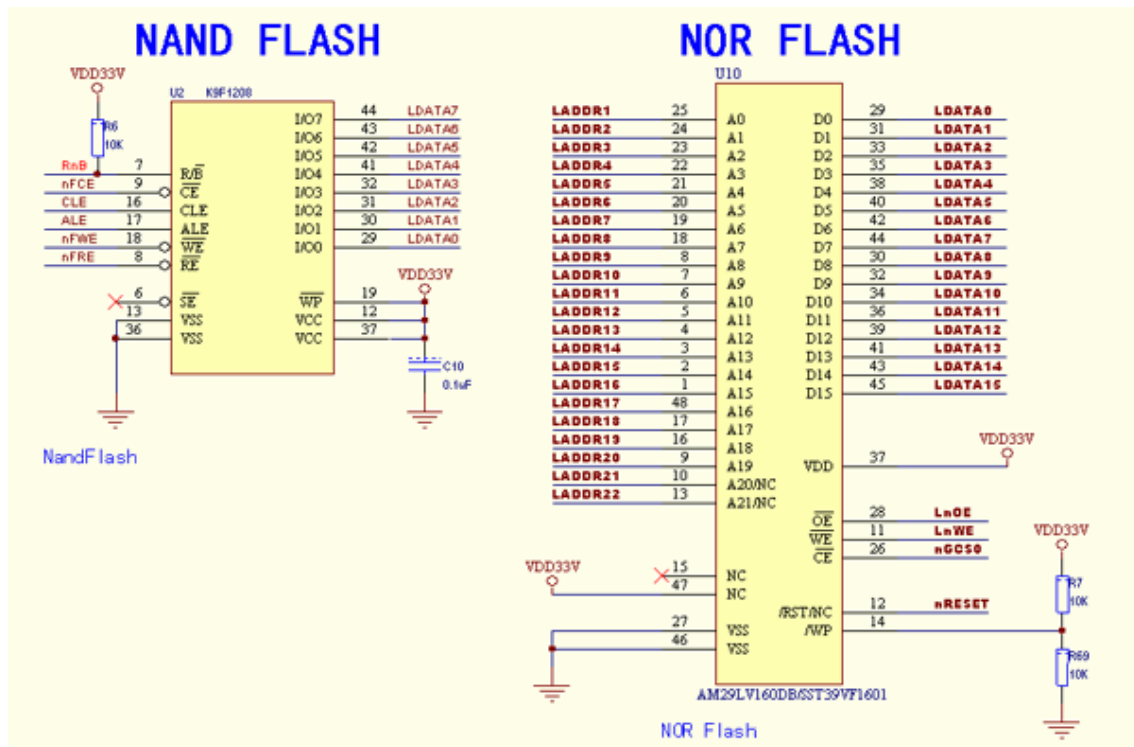 NAND FLASH
VDD33V
U2 K9F1208
R6
10K
RnB 7 R/B
nFCE 9 CE
CLE 16 CLE
ALE 17 ALE
nFWE 18 WE
nFRE 8 RE
6 SE
13 VSS
36 VSS
I/O7 44 LDATA7
I/O6 43 LDATA6
I/O5 42 LDATA5
I/O4 41 LDATA4
I/O3 32 LDATA3
I/O2 31 LDATA2
I/O1 30 LDATA1
I/O0 29 LDATA0
VDD33V
WP 19
VCC 12
VCC 37
C10
0.1uF
NandFlash
NOR FLASH
U10
LADDR1 25 A0
LADDR2 24 A1
LADDR3 23 A2
LADDR4 22 A3
LADDR5 21 A4
LADDR6 20 A5
LADDR7 19 A6
LADDR8 18 A7
LADDR9 8 A8
LADDR10 7 A9
LADDR11 6 A10
LADDR12 5 A11
LADDR13 4 A12
LADDR14 3 A13
LADDR15 2 A14
LADDR16 1 A15
LADDR17 48 A16
LADDR18 17 A17
LADDR19 16 A18
LADDR20 9 A19
LADDR21 10 A20/NC
LADDR22 13 A21/NC
VDD33V
15 NC
47 NC
27 VSS
46 VSS
D0 29 LDATA0
D1 31 LDATA1
D2 33 LDATA2
D3 35 LDATA3
D4 38 LDATA4
D5 40 LDATA5
D6 42 LDATA6
D7 44 LDATA7
D8 30 LDATA8
D9 32 LDATA9
D10 34 LDATA10
D11 36 LDATA11
D12 39 LDATA12
D13 41 LDATA13
D14 43 LDATA14
D15 45 LDATA15
VDD33V
VDD 37
OE 28 LnOE
WE 11 LnWE
CE 26 nGCS0
VDD33V
R7
10K
/RST/NC 12 nRESET
/WP 14
R69
10K
AM29LV160DB/SST39VF1601
NOR Flash